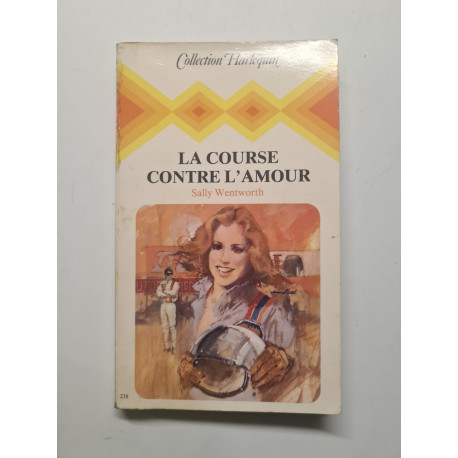 Collection Harlequin
LA COURSE
CONTRE L'AMOUR
Sally Wentworth